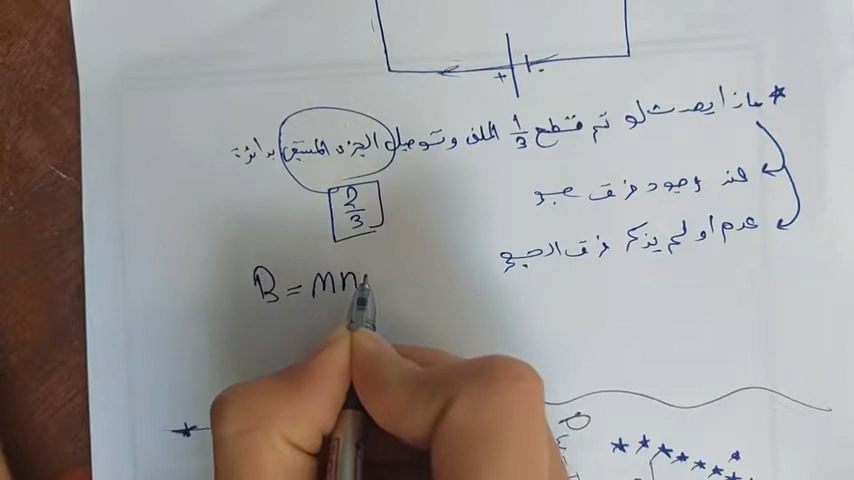 + -
* ماذا يحدث لو تم قطع 1/3 الملف وتوصيل الجزء المتبقي بدائرة
عند وجود فرق جهد
عدم او لم يذكر فرق الجهد
2/3
B = mn